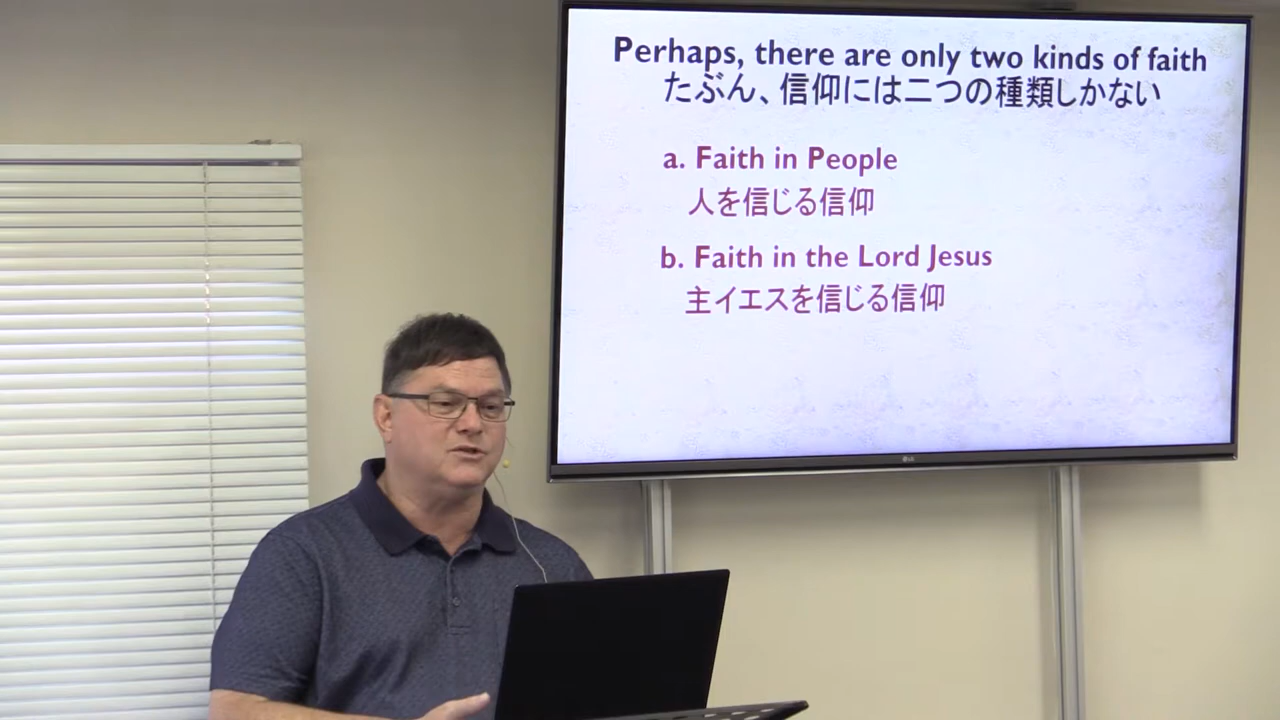 Perhaps, there are only two kinds of faith
たぶん、信仰には二つの種類しかない
a. Faith in People
人を信じる信仰
b. Faith in the Lord Jesus
主イエスを信じる信仰
LG